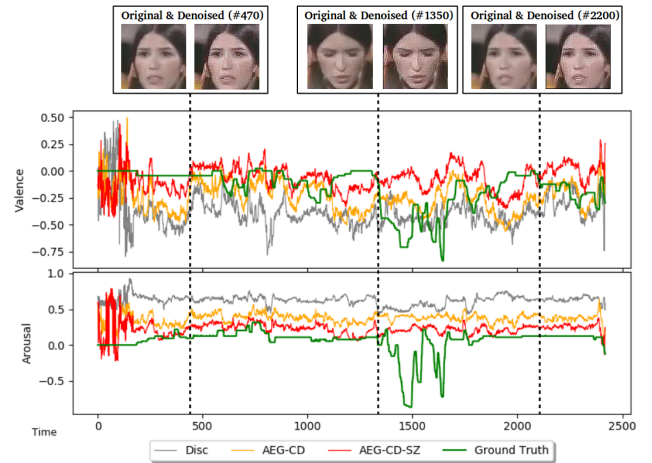 Original & Denoised (#470)
Original & Denoised (#1350)
Original & Denoised (#2200)
Valence
0.50
0.25
0.00
−0.25
−0.50
−0.75
Arousal
1.0
0.5
0.0
−0.5
0
500
1000
1500
2000
2500
Time
Disc
AEG-CD
AEG-CD-SZ
Ground Truth